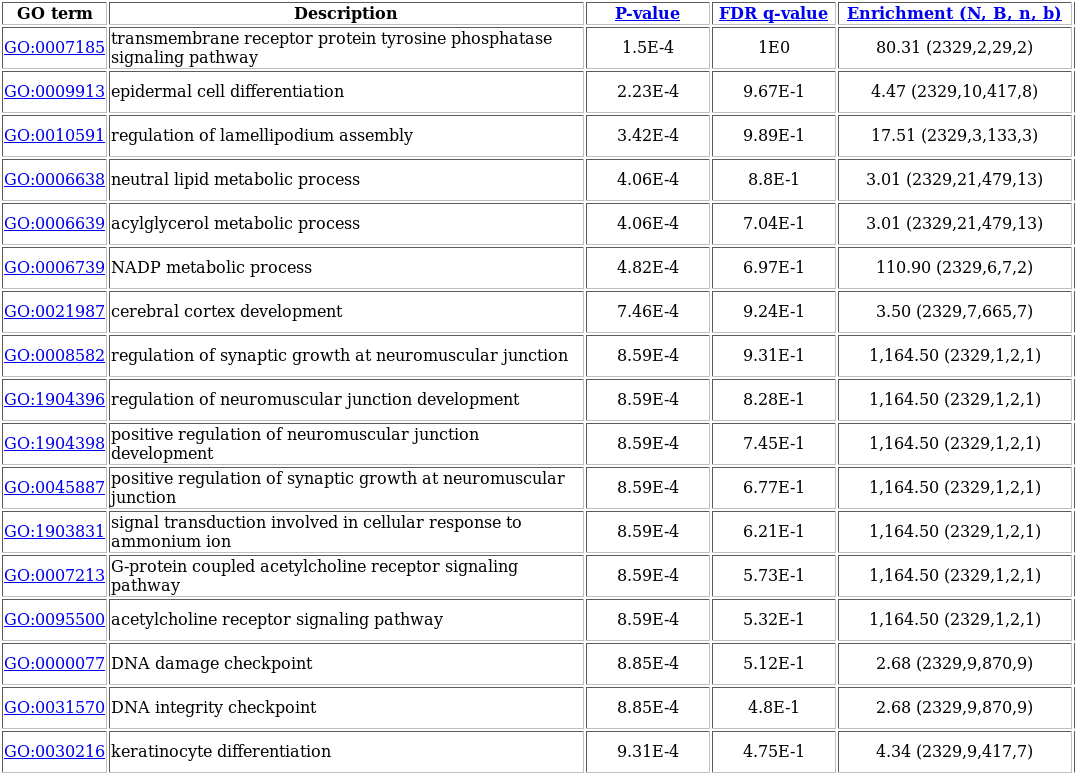 GO term Description P-value FDR q-value Enrichment (N, B, n, b)
GO:0007185 transmembrane receptor protein tyrosine phosphatase signaling pathway 1.5E-4 1E0 80.31 (2329,2,29,2)
GO:0009913 epidermal cell differentiation 2.23E-4 9.67E-1 4.47 (2329,10,417,8)
GO:0010591 regulation of lamellipodium assembly 3.42E-4 9.89E-1 17.51 (2329,3,133,3)
GO:0006638 neutral lipid metabolic process 4.06E-4 8.8E-1 3.01 (2329,21,479,13)
GO:0006639 acylglycerol metabolic process 4.06E-4 7.04E-1 3.01 (2329,21,479,13)
GO:0006739 NADP metabolic process 4.82E-4 6.97E-1 110.90 (2329,6,7,2)
GO:0021987 cerebral cortex development 7.46E-4 9.24E-1 3.50 (2329,7,665,7)
GO:0008582 regulation of synaptic growth at neuromuscular junction 8.59E-4 9.31E-1 1,164.50 (2329,1,2,1)
GO:1904396 regulation of neuromuscular junction development 8.59E-4 8.28E-1 1,164.50 (2329,1,2,1)
GO:1904398 positive regulation of neuromuscular junction development 8.59E-4 7.45E-1 1,164.50 (2329,1,2,1)
GO:0045887 positive regulation of synaptic growth at neuromuscular junction 8.59E-4 6.77E-1 1,164.50 (2329,1,2,1)
GO:1903831 signal transduction involved in cellular response to ammonium ion 8.59E-4 6.21E-1 1,164.50 (2329,1,2,1)
GO:0007213 G-protein coupled acetylcholine receptor signaling pathway 8.59E-4 5.73E-1 1,164.50 (2329,1,2,1)
GO:0095500 acetylcholine receptor signaling pathway 8.59E-4 5.32E-1 1,164.50 (2329,1,2,1)
GO:0000077 DNA damage checkpoint 8.85E-4 5.12E-1 2.68 (2329,9,870,9)
GO:0031570 DNA integrity checkpoint 8.85E-4 4.8E-1 2.68 (2329,9,870,9)
GO:0030216 keratinocyte differentiation 9.31E-4 4.75E-1 4.34 (2329,9,417,7)